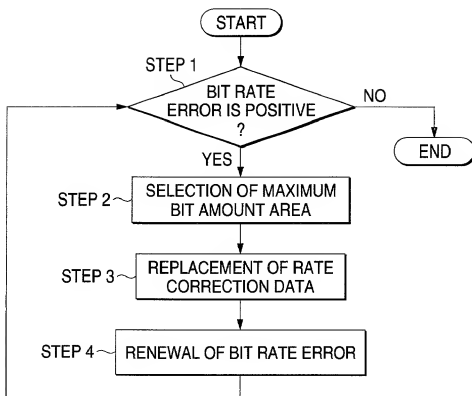 START
STEP 1
BIT RATE
ERROR IS POSITIVE
?
NO
END
YES
STEP 2
SELECTION OF MAXIMUM
BIT AMOUNT AREA
STEP 3
REPLACEMENT OF RATE
CORRECTION DATA
STEP 4
RENEWAL OF BIT RATE ERROR